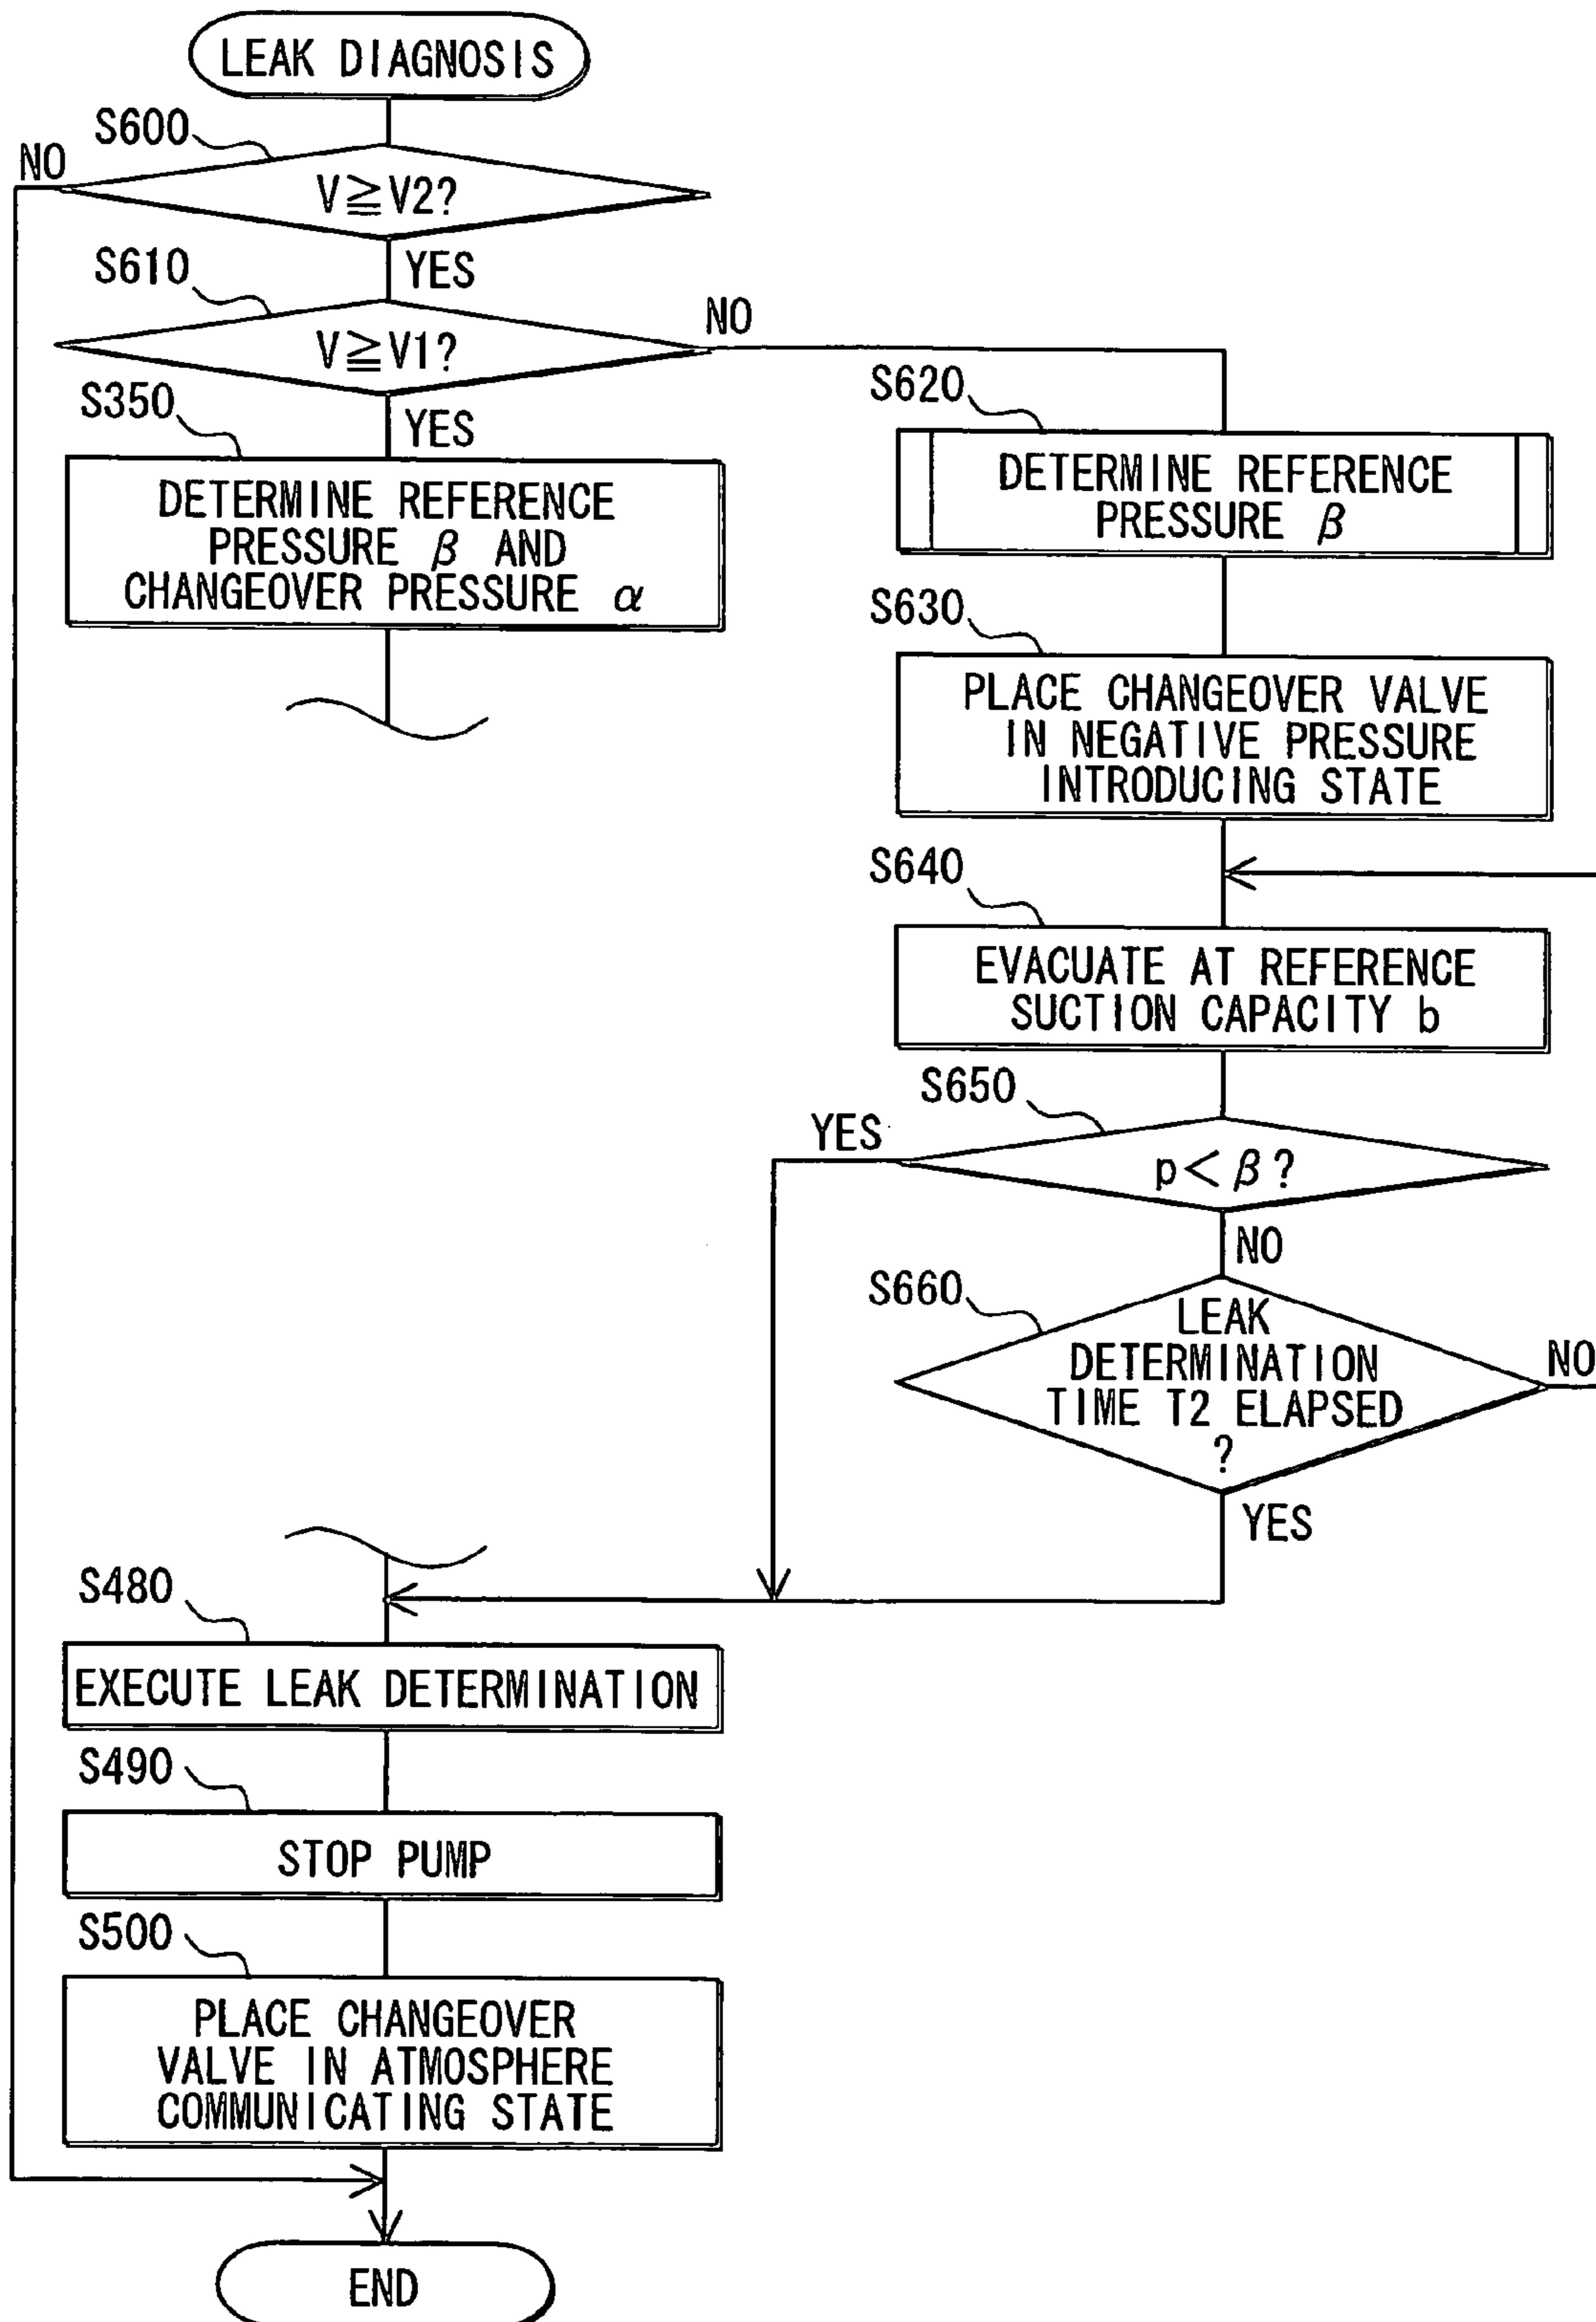 LEAK DIAGNOSIS
S600
NO
V≧V2?
YES
S610
V≧V1?
NO
YES
S350
DETERMINE REFERENCE
PRESSURE β AND
CHANGEOVER PRESSURE α
S620
DETERMINE REFERENCE
PRESSURE β
S630
PLACE CHANGEOVER VALVE
IN NEGATIVE PRESSURE
INTRODUCING STATE
S640
EVACUATE AT REFERENCE
SUCTION CAPACITY b
S650
YES
p< β?
NO
S660
LEAK
DETERMINATION
TIME T2 ELAPSED
?
NO
YES
S480
EXECUTE LEAK DETERMINATION
S490
STOP PUMP
S500
PLACE CHANGEOVER
VALVE IN ATMOSPHERE
COMMUNICATING STATE
END